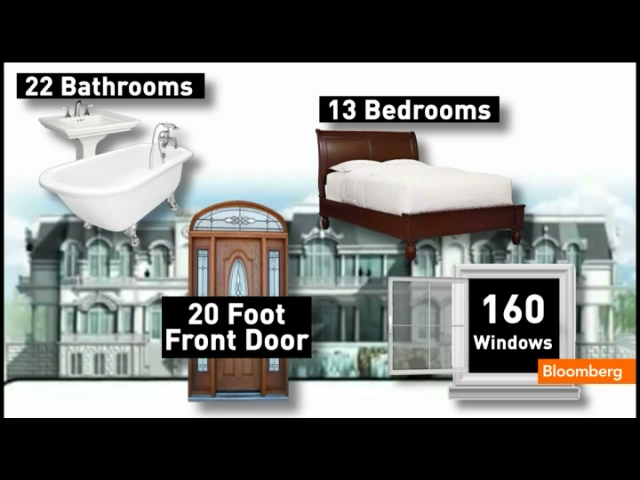 22 Bathrooms
13 Bedrooms
20 Foot
Front Door
160
Windows
Bloomberg